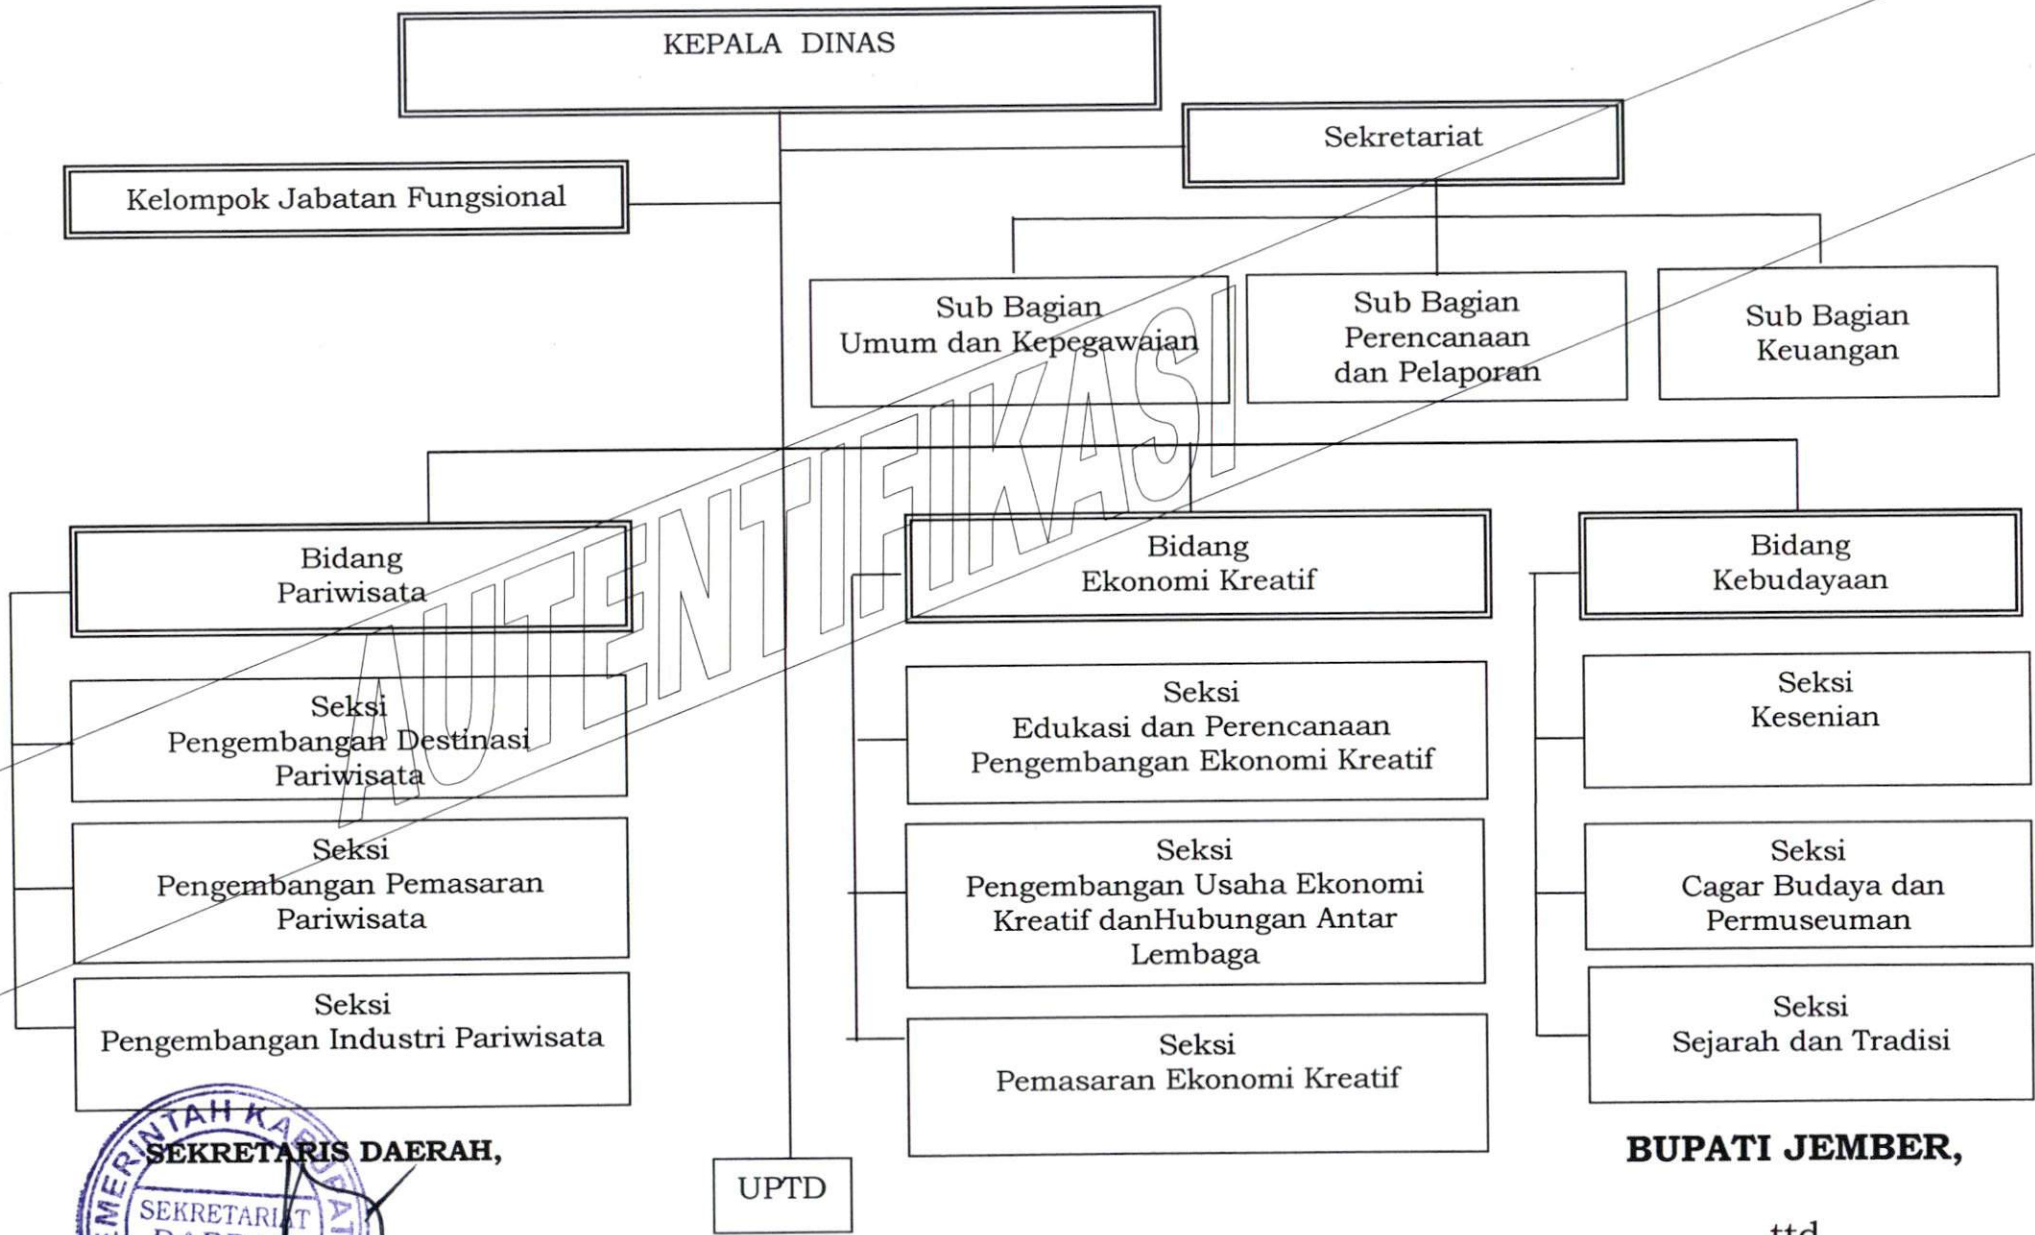 KEPALA DINAS
Sekretariat
Kelompok Jabatan Fungsional
Sub Bagian
Umum dan Kepegawaian
Sub Bagian
Perencanaan
dan Pelaporan
Sub Bagian
Keuangan
AUTENTIFIKASI
Bidang
Pariwisata
Seksi
Pengembangan Destinasi
Pariwisata
Seksi
Pengembangan Pemasaran
Pariwisata
Seksi
Pengembangan Industri Pariwisata
Bidang
Ekonomi Kreatif
Seksi
Edukasi dan Perencanaan
Pengembangan Ekonomi Kreatif
Seksi
Pengembangan Usaha Ekonomi
Kreatif danHubungan Antar
Lembaga
Seksi
Pemasaran Ekonomi Kreatif
Bidang
Kebudayaan
Seksi
Kesenian
Seksi
Cagar Budaya dan
Permuseuman
Seksi
Sejarah dan Tradisi
UPTD
SEKRETARIS DAERAH,
SEKRETARIAT
BUPATI JEMBER,
ttd